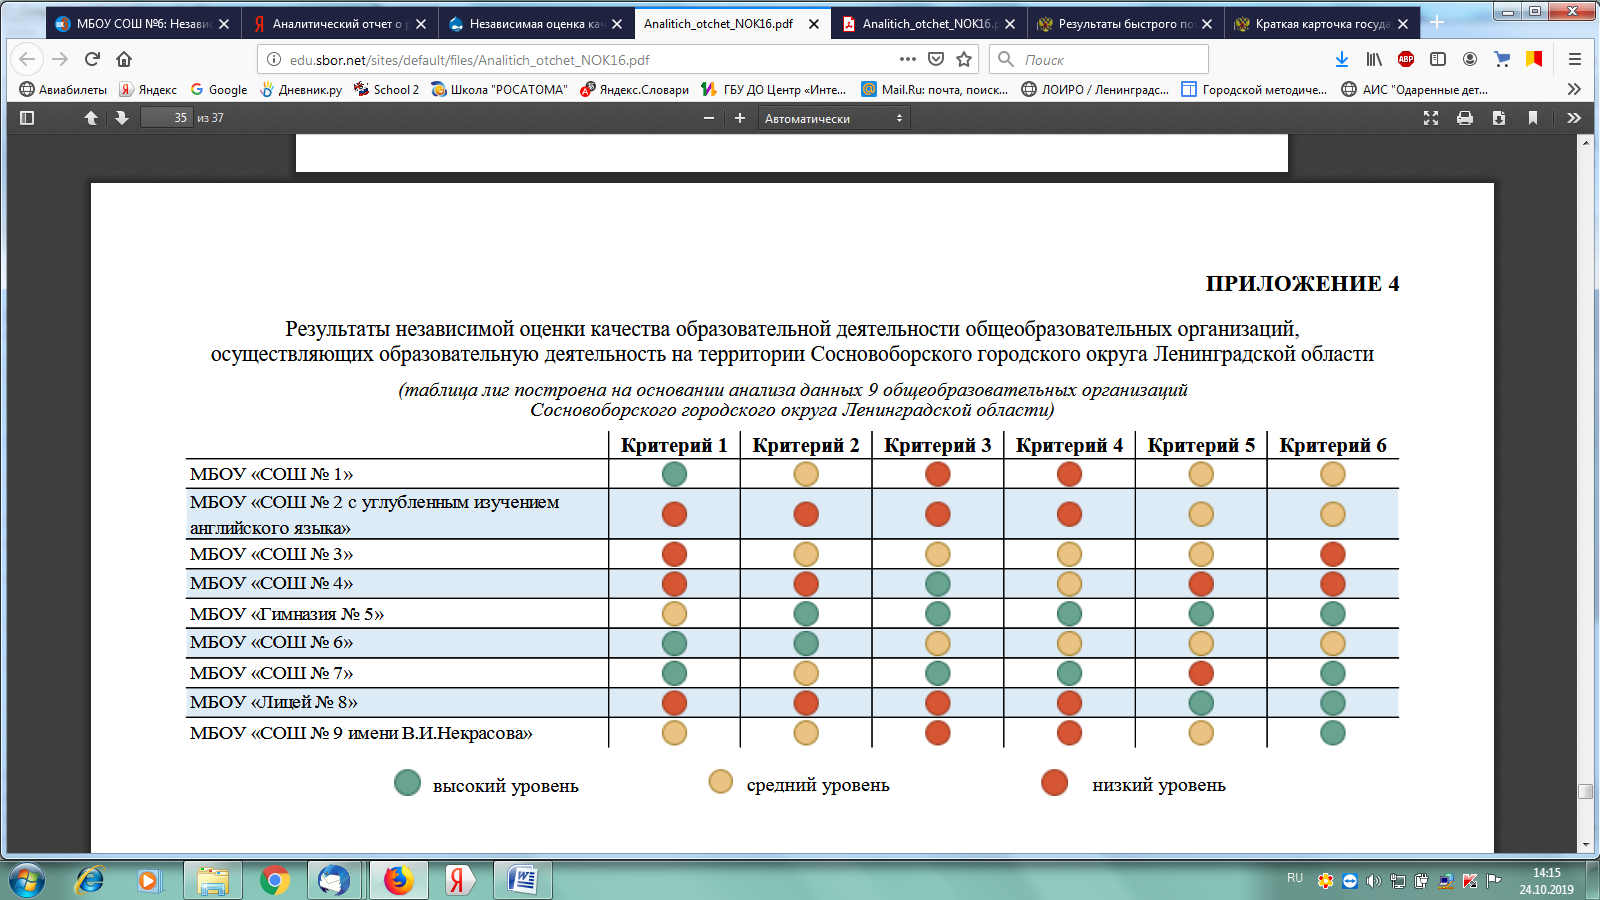 МБОУ СОШ №6: Независ
Аналитический отчет о р
Независимая оценка кач
Analitich_otchet_NOK16.pdf
Analitich_otchet_NOK16.p
Результаты быстрого по
Краткая карточка госуда
edu.sbor.net/sites/default/files/Analitich_otchet_NOK16.pdf
Поиск
ABP
Авиабилеты
Яндекс
Google
Дневник.ру
School 2
Школа "РОСАТОМА"
Яндекс.Словари
ГБУ ДО Центр «Инте...
Mail.Ru: почта, поиск...
ЛОИРО / Ленинградс...
Городской методиче...
АИС "Одаренные дет...
35 из 37
Автоматически
ПРИЛОЖЕНИЕ 4
Результаты независимой оценки качества образовательной деятельности общеобразовательных организаций,
осуществляющих образовательную деятельность на территории Сосновоборского городского округа Ленинградской области
(таблица лиг построена на основании анализа данных 9 общеобразовательных организаций
Сосновоборского городского округа Ленинградской области)
Критерий 1 Критерий 2 Критерий 3 Критерий 4 Критерий 5 Критерий 6
МБОУ «СОШ № 1»
МБОУ «СОШ № 2 с углубленным изучением
английского языка»
МБОУ «СОШ № 3»
МБОУ «СОШ № 4»
МБОУ «Гимназия № 5»
МБОУ «СОШ № 6»
МБОУ «СОШ № 7»
МБОУ «Лицей № 8»
МБОУ «СОШ № 9 имени В.И.Некрасова»
высокий уровень средний уровень низкий уровень
RU
14:15
24.10.2019